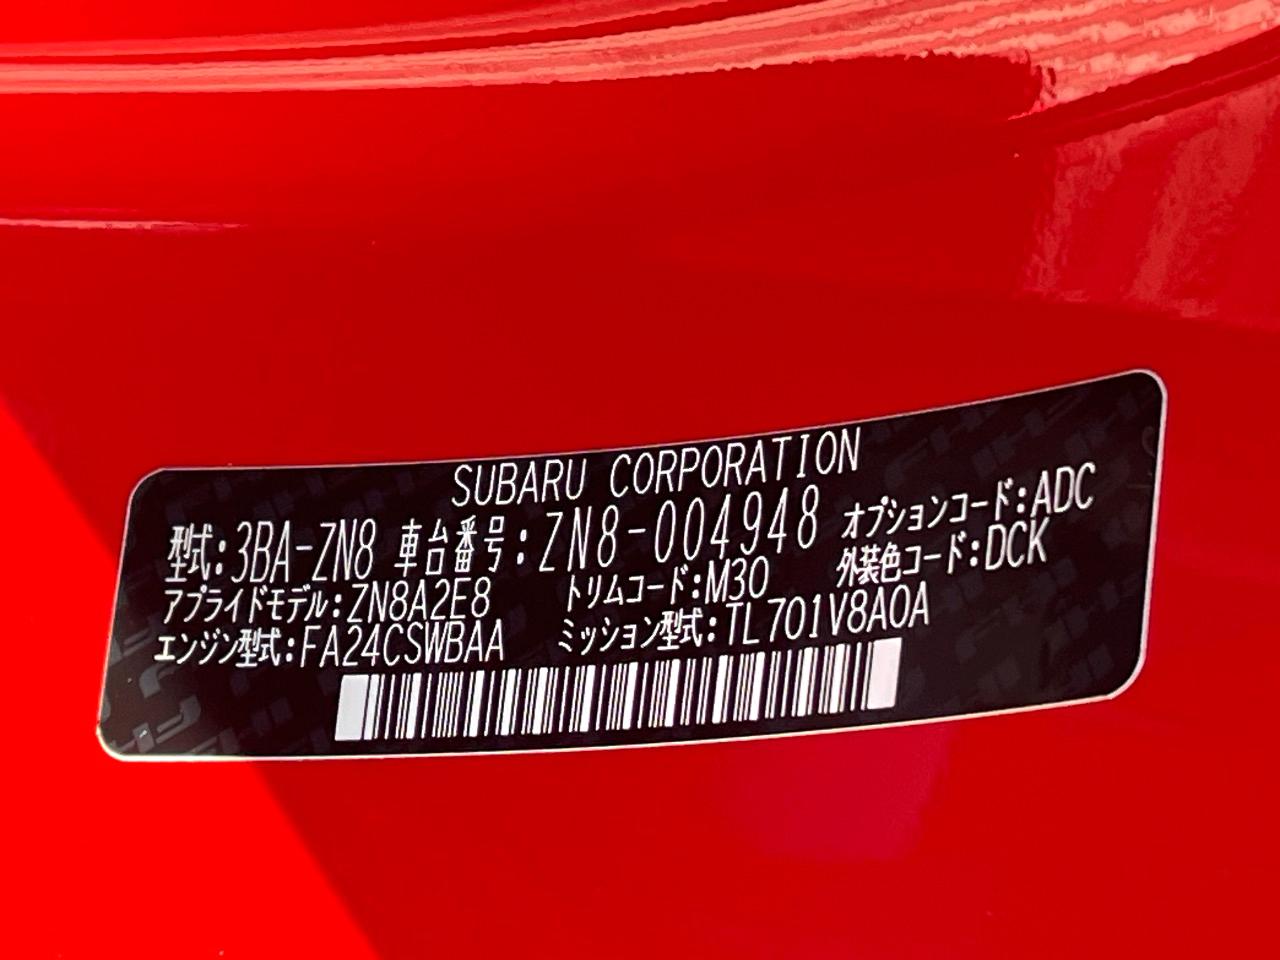 SUBARU CORPORATION
型式:3BA-ZN8 車台番号:ZN8-004948 オプションコード:ADC
アプライドモデル:ZN8A2E8 トリムコード:M30 外装色コード:DCK
エンジン型式:FA24CSWBAA ミッション型式:TL701V8A0A